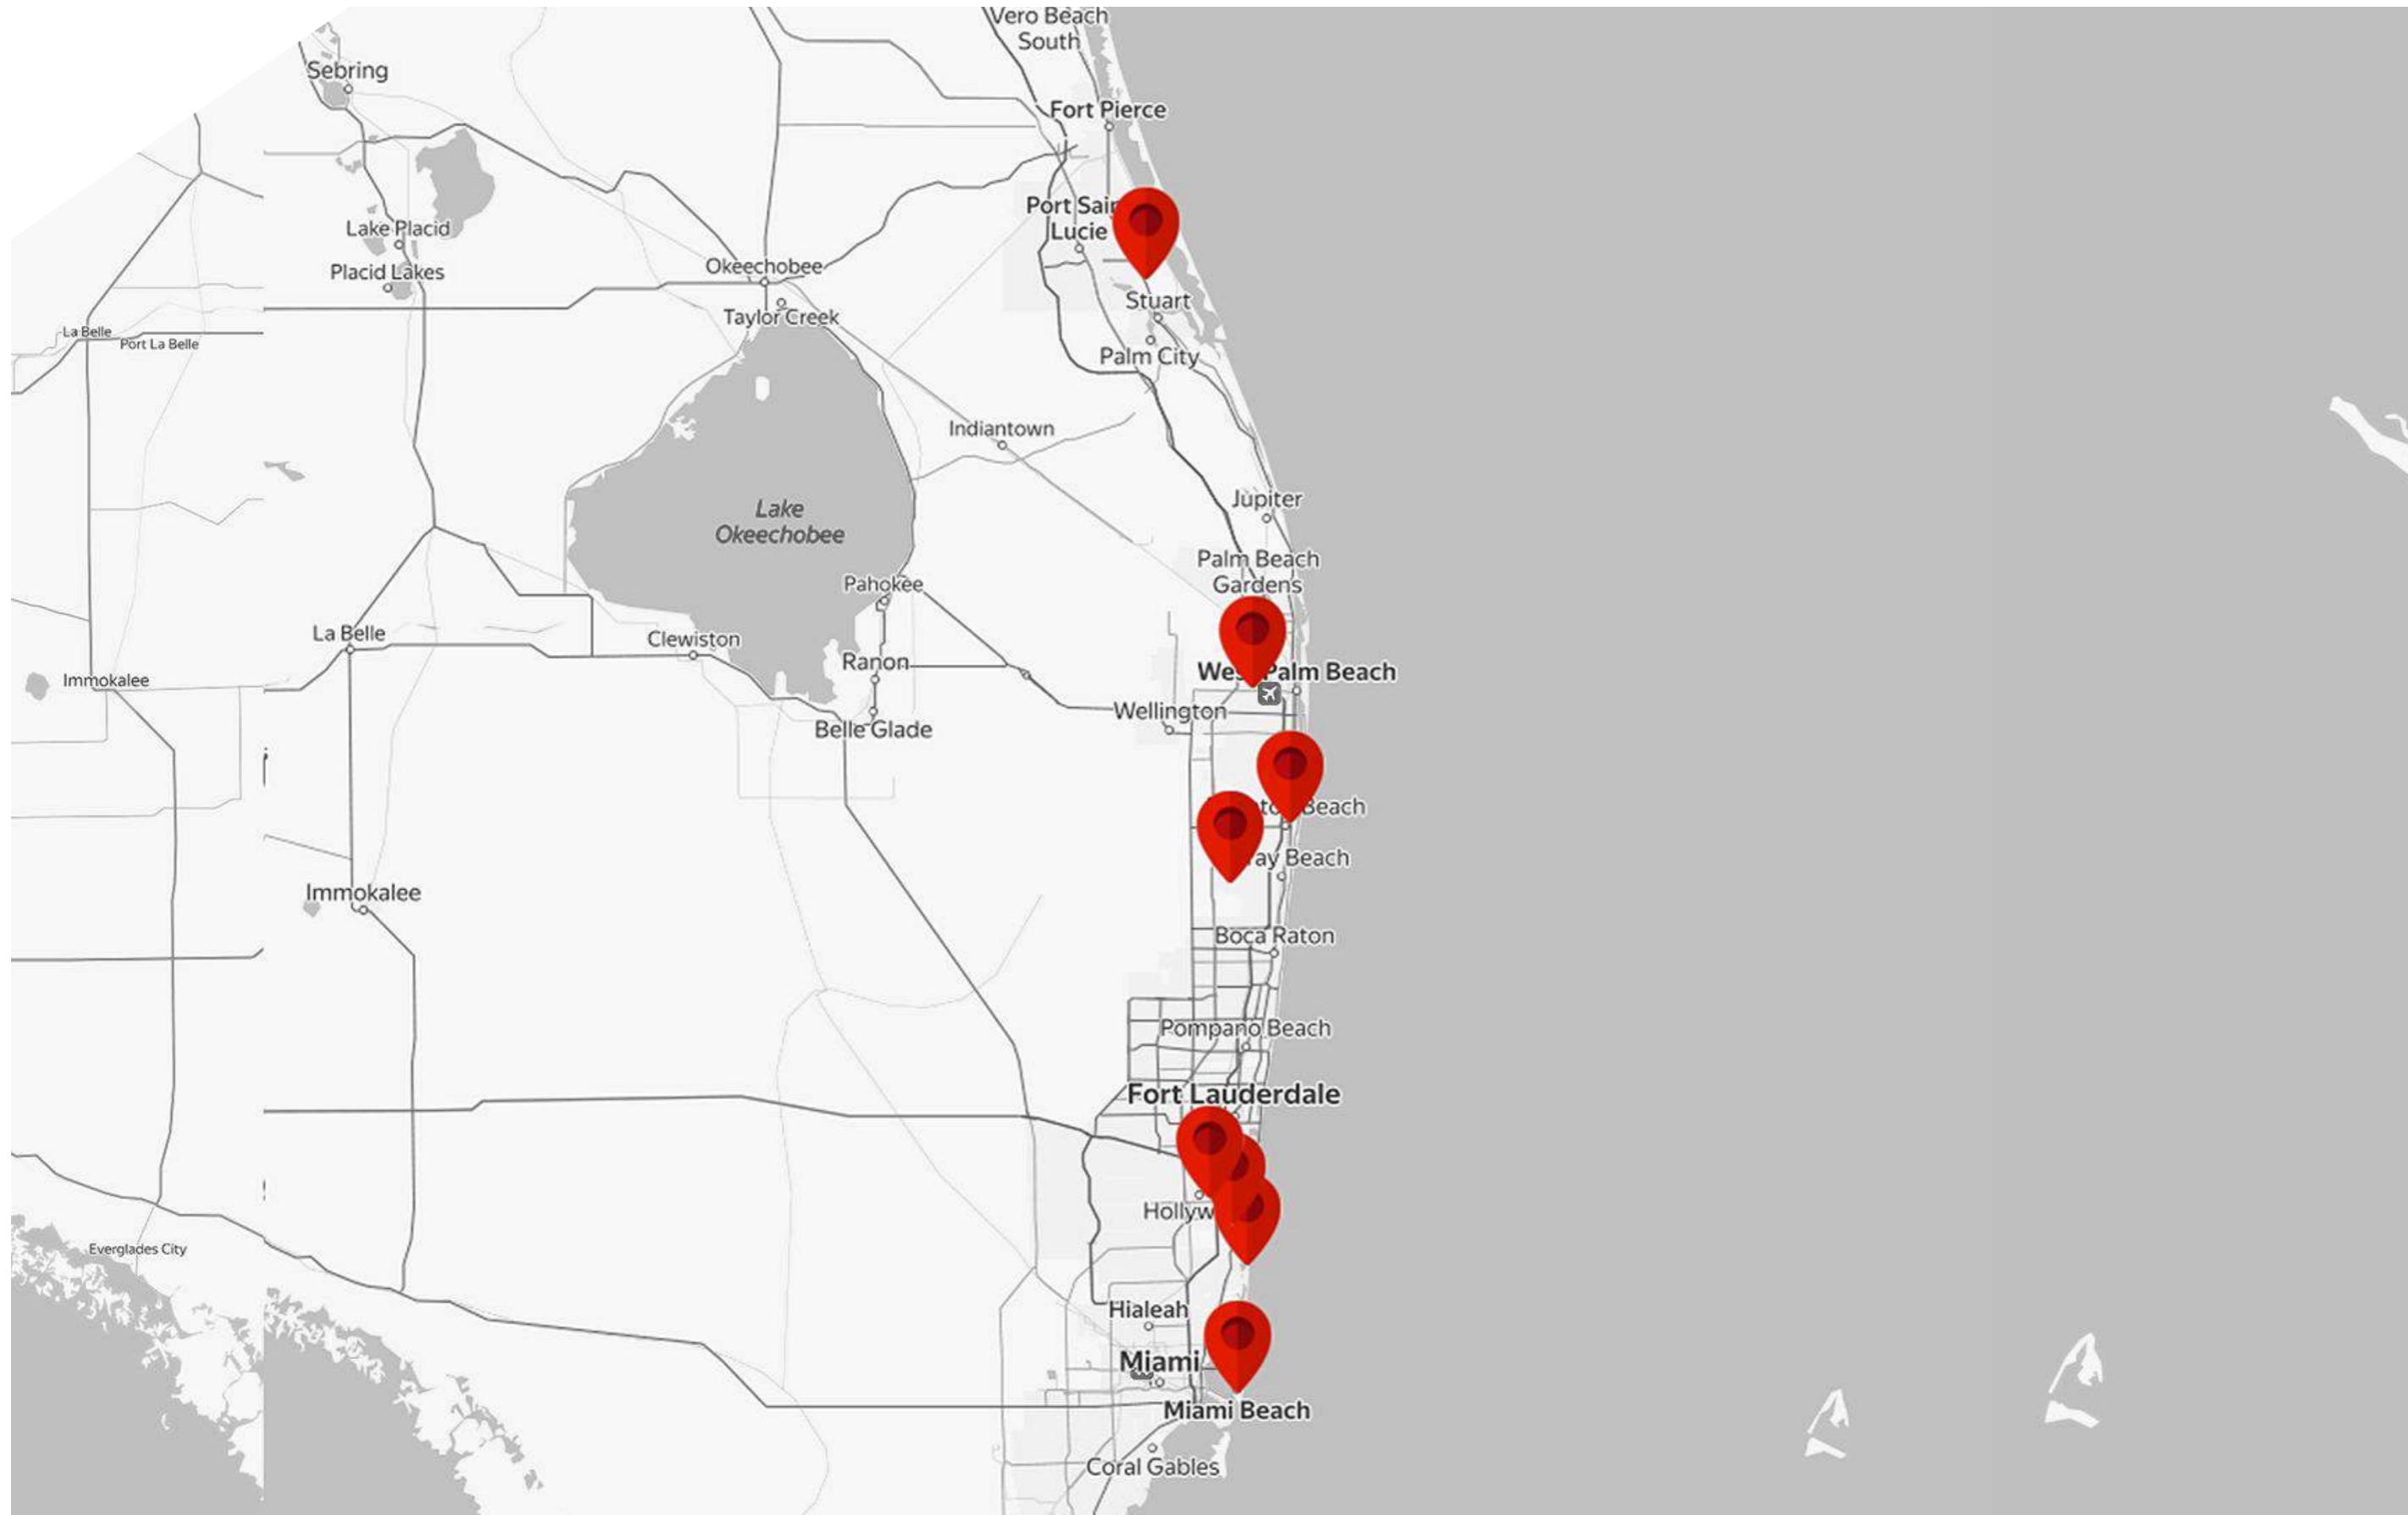 Vero Beach
South
Sebring
Fort Pierce
Port Sai
Lucie
Lake Placid
Okeechobee
Placid Lakes
Stuart
Taylor Creek
La Belle
Port La Belle
Palm City
Indiantown
Jupiter
Lake
Okeechobee
Palm Beach
Gardens
Pahokee
La Belle
Clewiston
Ranon
West Palm Beach
Immokalee
Wellington
Belle Glade
Beach
ay Beach
Immokalee
Boca Raton
Pompano Beach
Fort Lauderdale
Hollyw
Everglades City
Hialeah
Miami
Miami Beach
Coral Gables